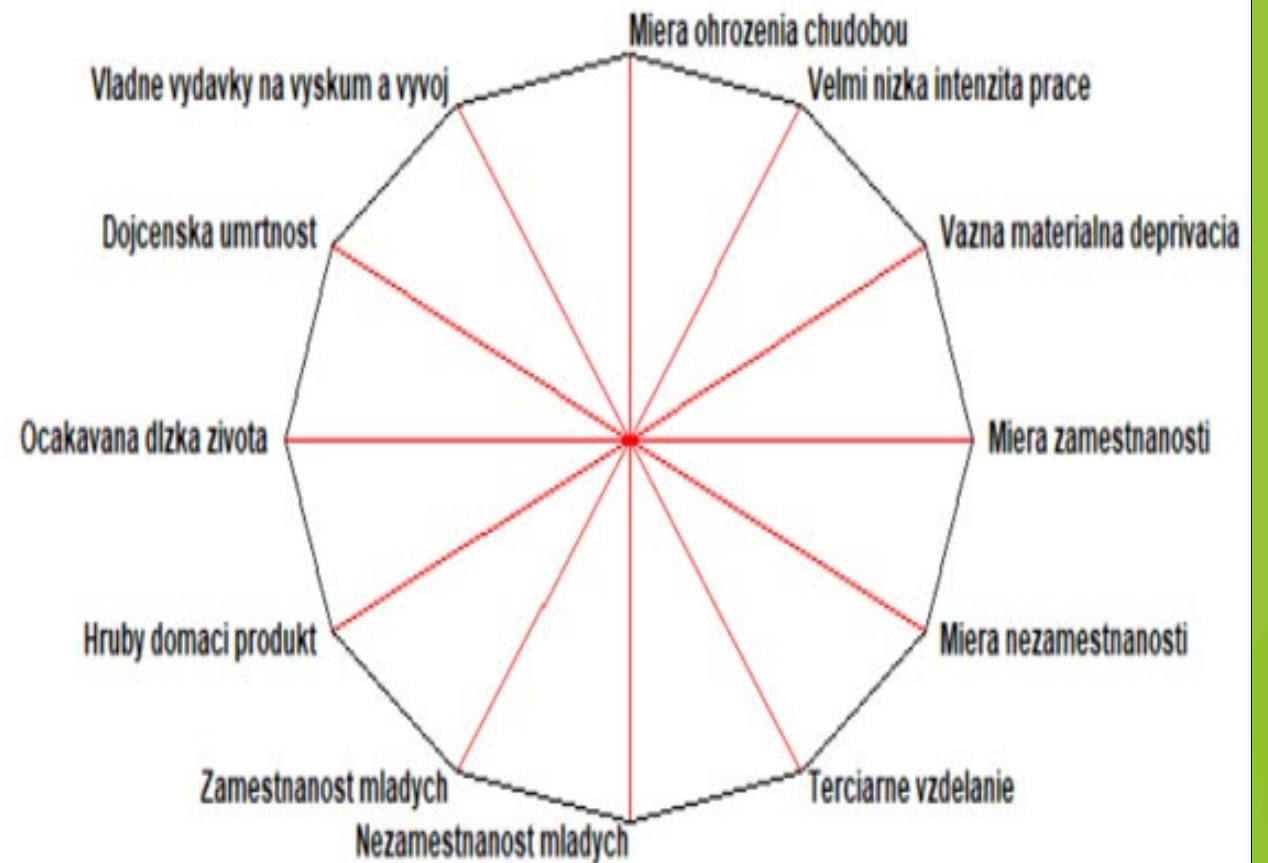 Miera ohrozenia chudobou
Vladne vydavky na vyskum a vyvoj
Velmi nizka intenzita prace
Dojcenska umrtnost
Vazna materialna deprivacia
Ocakavana dlzka zivota
Miera zamestnanosti
Hruby domaci produkt
Miera nezamestnanosti
Zamestnanost mladych
Terciarne vzdelanie
Nezamestnanost mladych